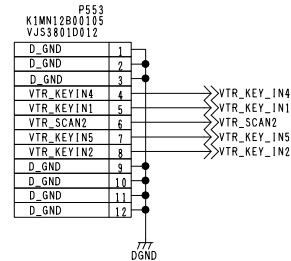 P553
K1MN12B00105
VJS3801D012
D_GND 1
D_GND 2
D_GND 3
VTR_KEYIN4 4 VTR_KEY_IN4
VTR_KEYIN1 5 VTR_KEY_IN1
VTR_SCAN2 6 VTR_SCAN2
VTR_KEYIN5 7 VTR_KEY_IN5
VTR_KEYIN2 8 VTR_KEY_IN2
D_GND 9
D_GND 10
D_GND 11
D_GND 12
DGND